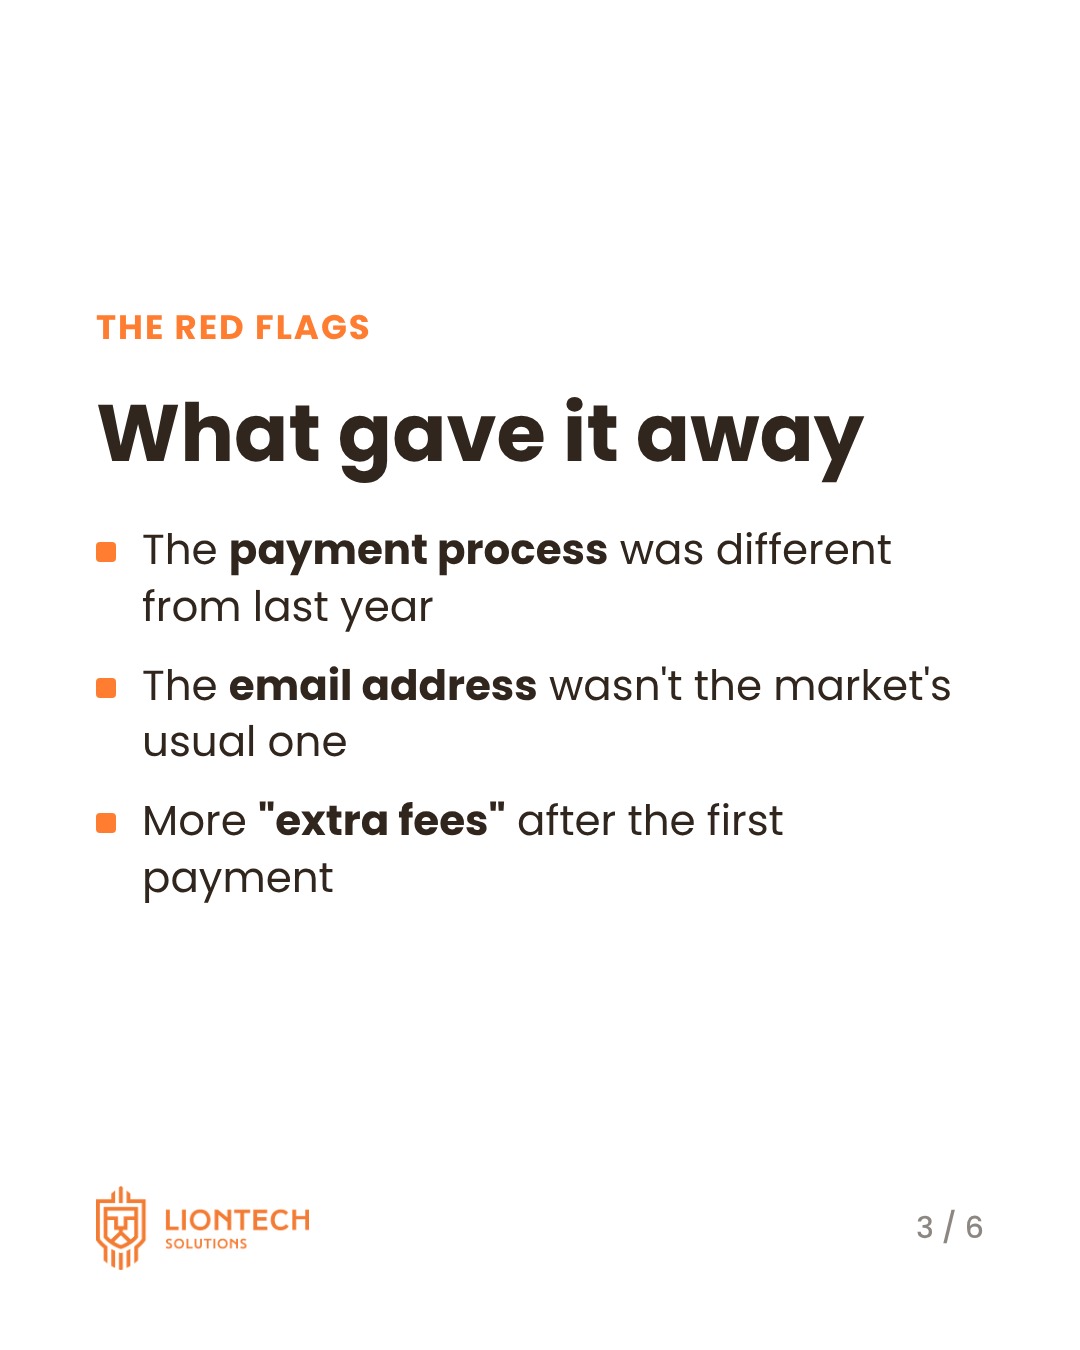 THE RED FLAGS
What gave it away
The payment process was different
from last year
The email address wasn't the market's
usual one
More "extra fees" after the first
payment
LIONTECH
SOLUTIONS
3 / 6